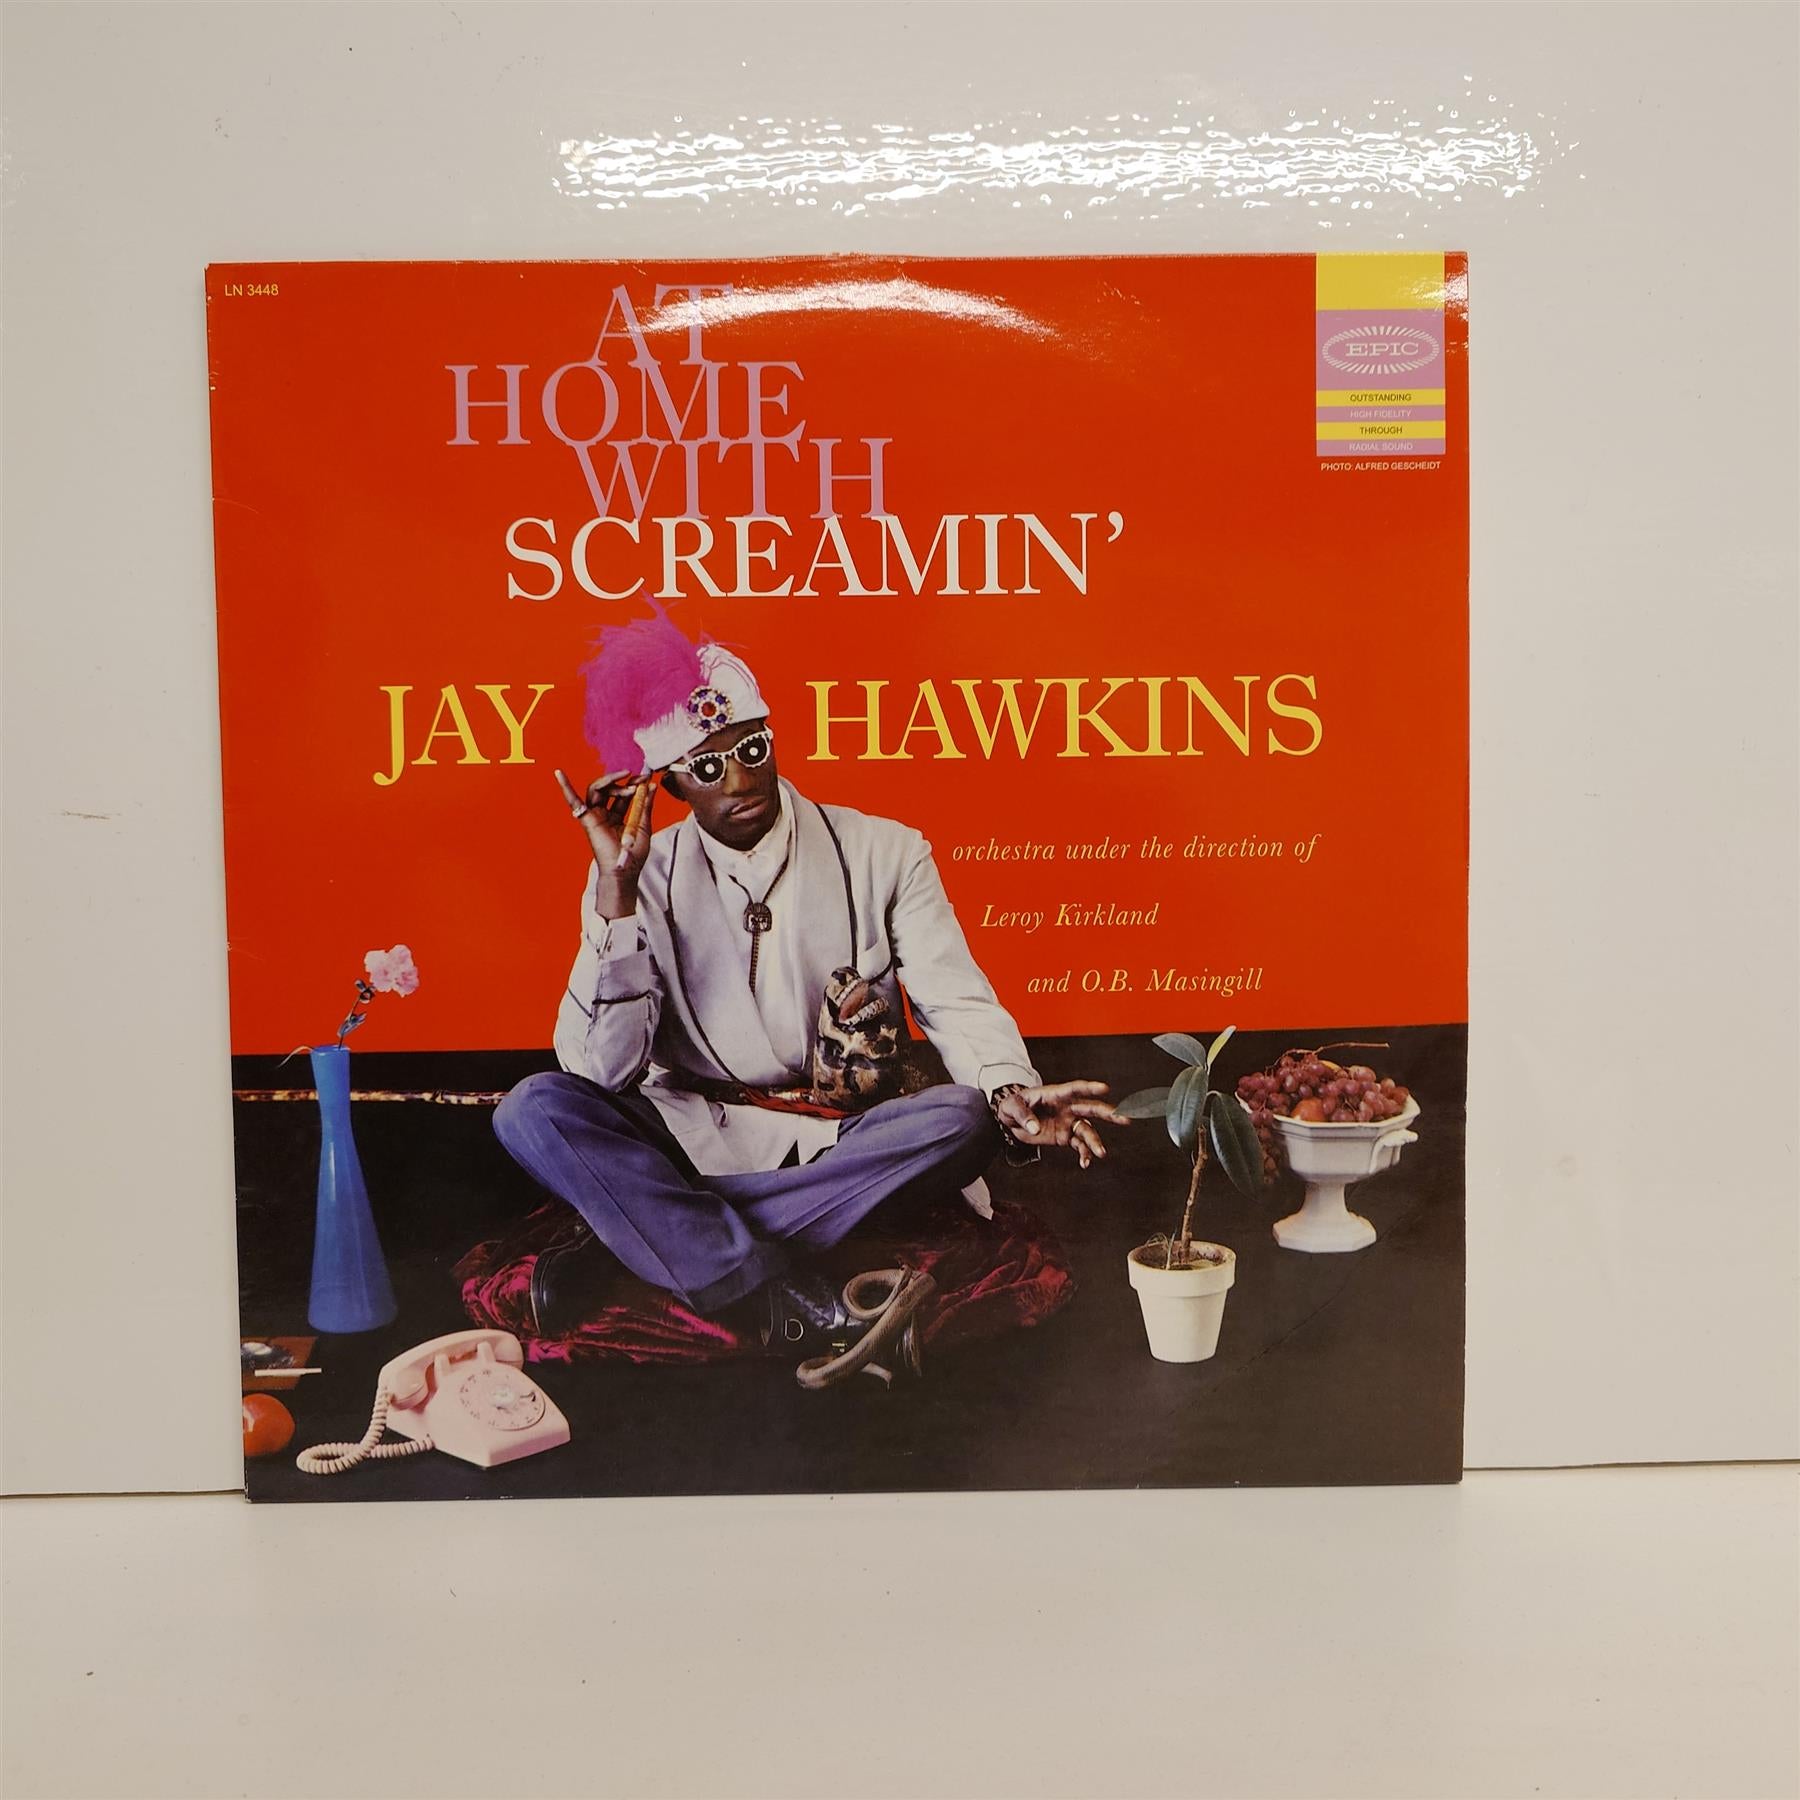 LN 3448
AT
HOME
WITH
SCREAMIN’
JAY HAWKINS
EPIC
OUTSTANDING
HIGH FIDELITY
THROUGH
RADIAL SOUND
PHOTO: ALFRED GESCHEIDT
orchestra under the direction of
Leroy Kirkland
and O.B. Masingill